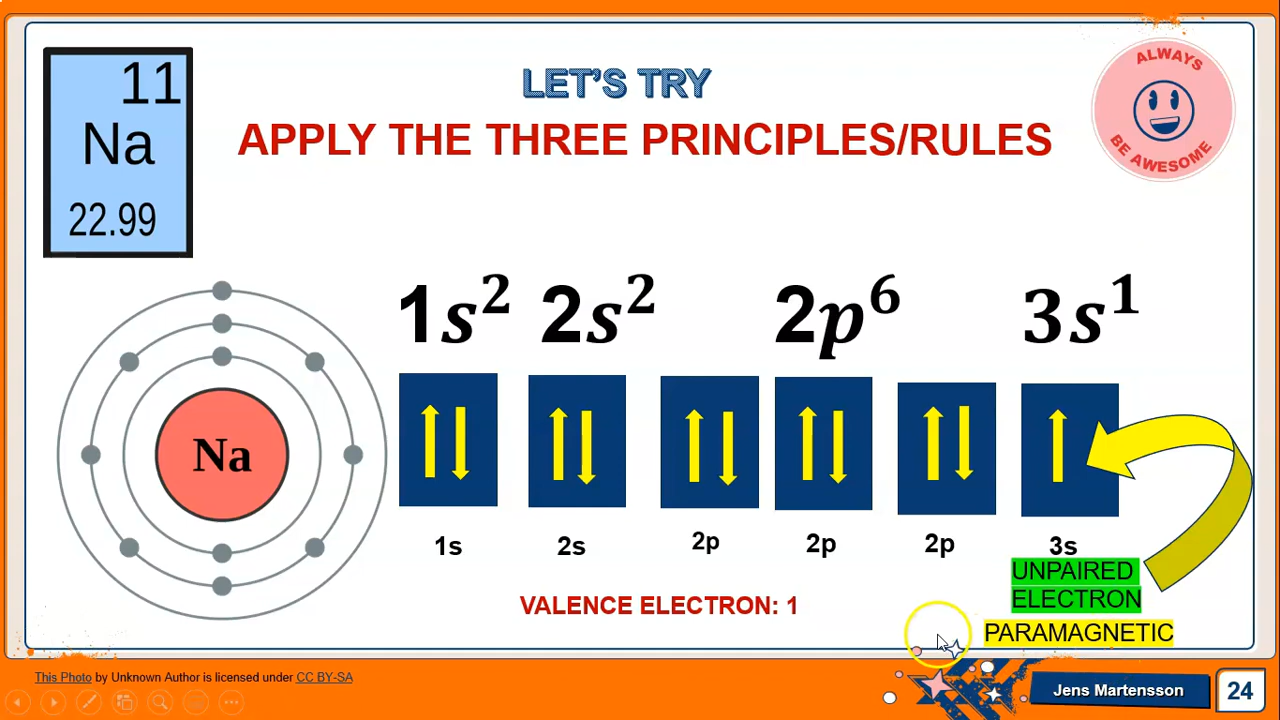 11
Na
22.99
LET'S TRY
APPLY THE THREE PRINCIPLES/RULES
ALWAYS
BE AWESOME
1s² 2s² 2p⁶ 3s¹
Na
1s 2s 2p 2p 2p 3s
UNPAIRED
ELECTRON
VALENCE ELECTRON: 1
PARAMAGNETIC
This Photo by Unknown Author is licensed under CC BY-SA
Jens Martensson
24